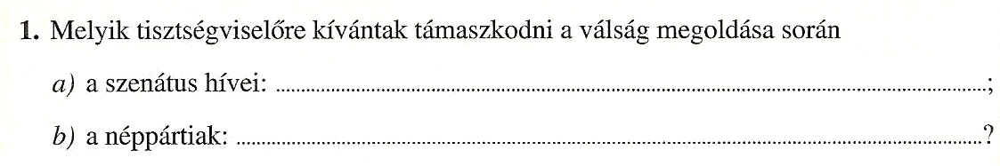 1. Melyik tisztségviselőre kívántak támaszkodni a válság megoldása során
a) a szenátus hívei: ........................................................................;
b) a néppártiak: ........................................................................?